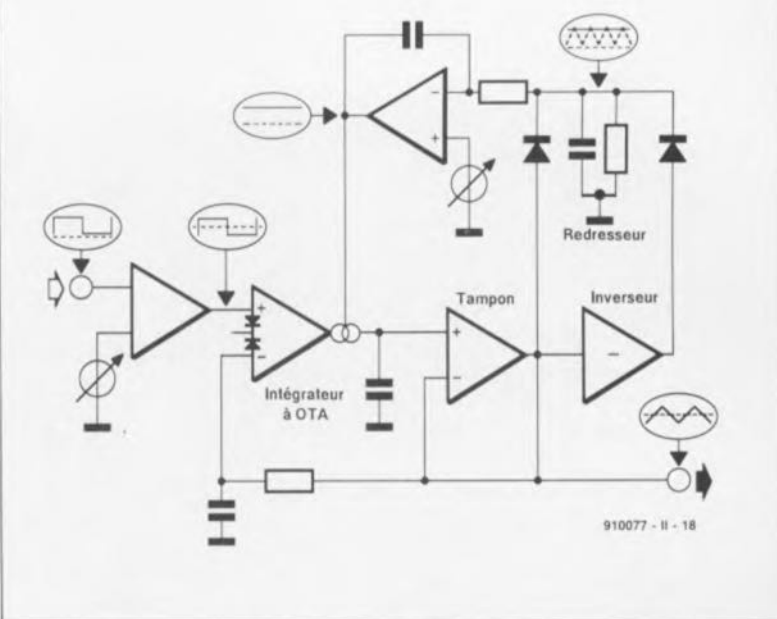 Redresseur
Tampon
Inverseur
Intégrateur
à OTA
910077 - II - 18